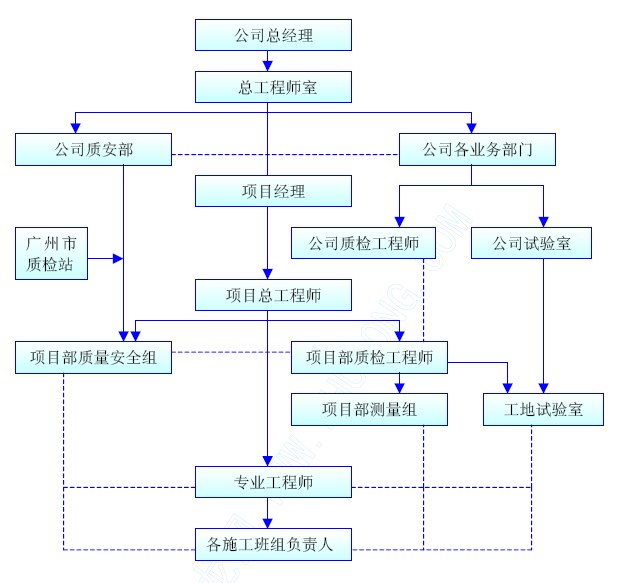 公司总经理
总工程师室
公司质安部
公司各业务部门
项目经理
广州市
质检站
公司质检工程师
公司试验室
项目总工程师
项目部质量安全组
项目部质检工程师
项目部测量组
工地试验室
专业工程师
各施工班组负责人